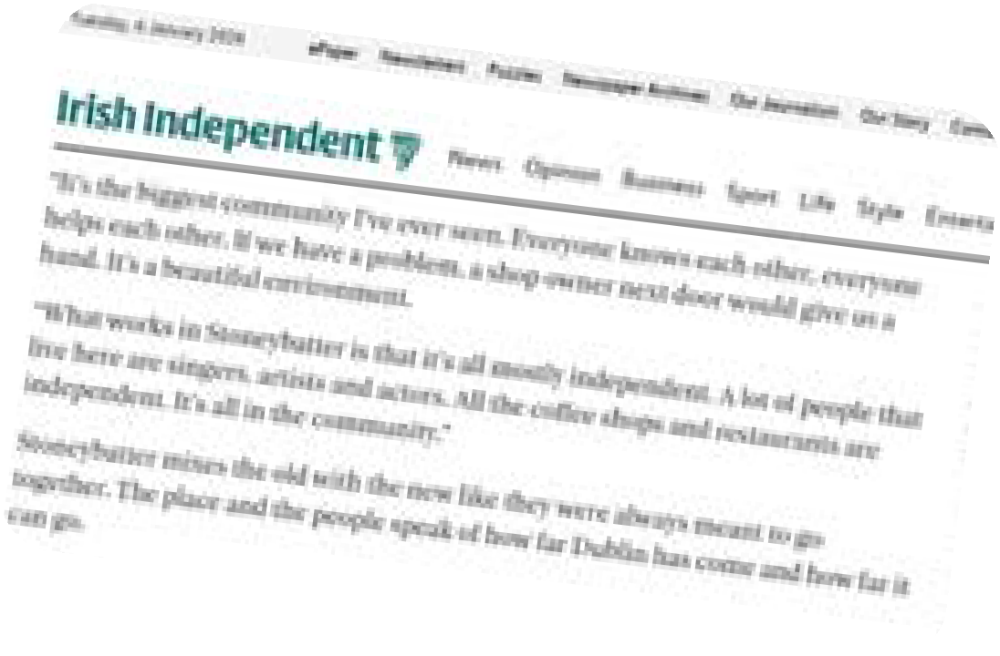 January
ePaper Newsletters Puzzles Newspaper Archives Our Journalism Our Story
Irish Independent
News Opinion Business Sport Life Style
"It's the biggest community I've ever seen. Everyone knows each other, everyone
helps each other. If we have a problem, a shop owner next door would give us a
hand. It's a beautiful environment.
"What works in Stoneybatter is that it's all mostly independent. A lot of people that
live here are singers, artists and actors. All the coffee shops and restaurants are
independent. It's all in the community."
Stoneybatter mixes the old with the new like they were always meant to go
together. The place and the people speak of how far Dublin has come and how far it
can go.